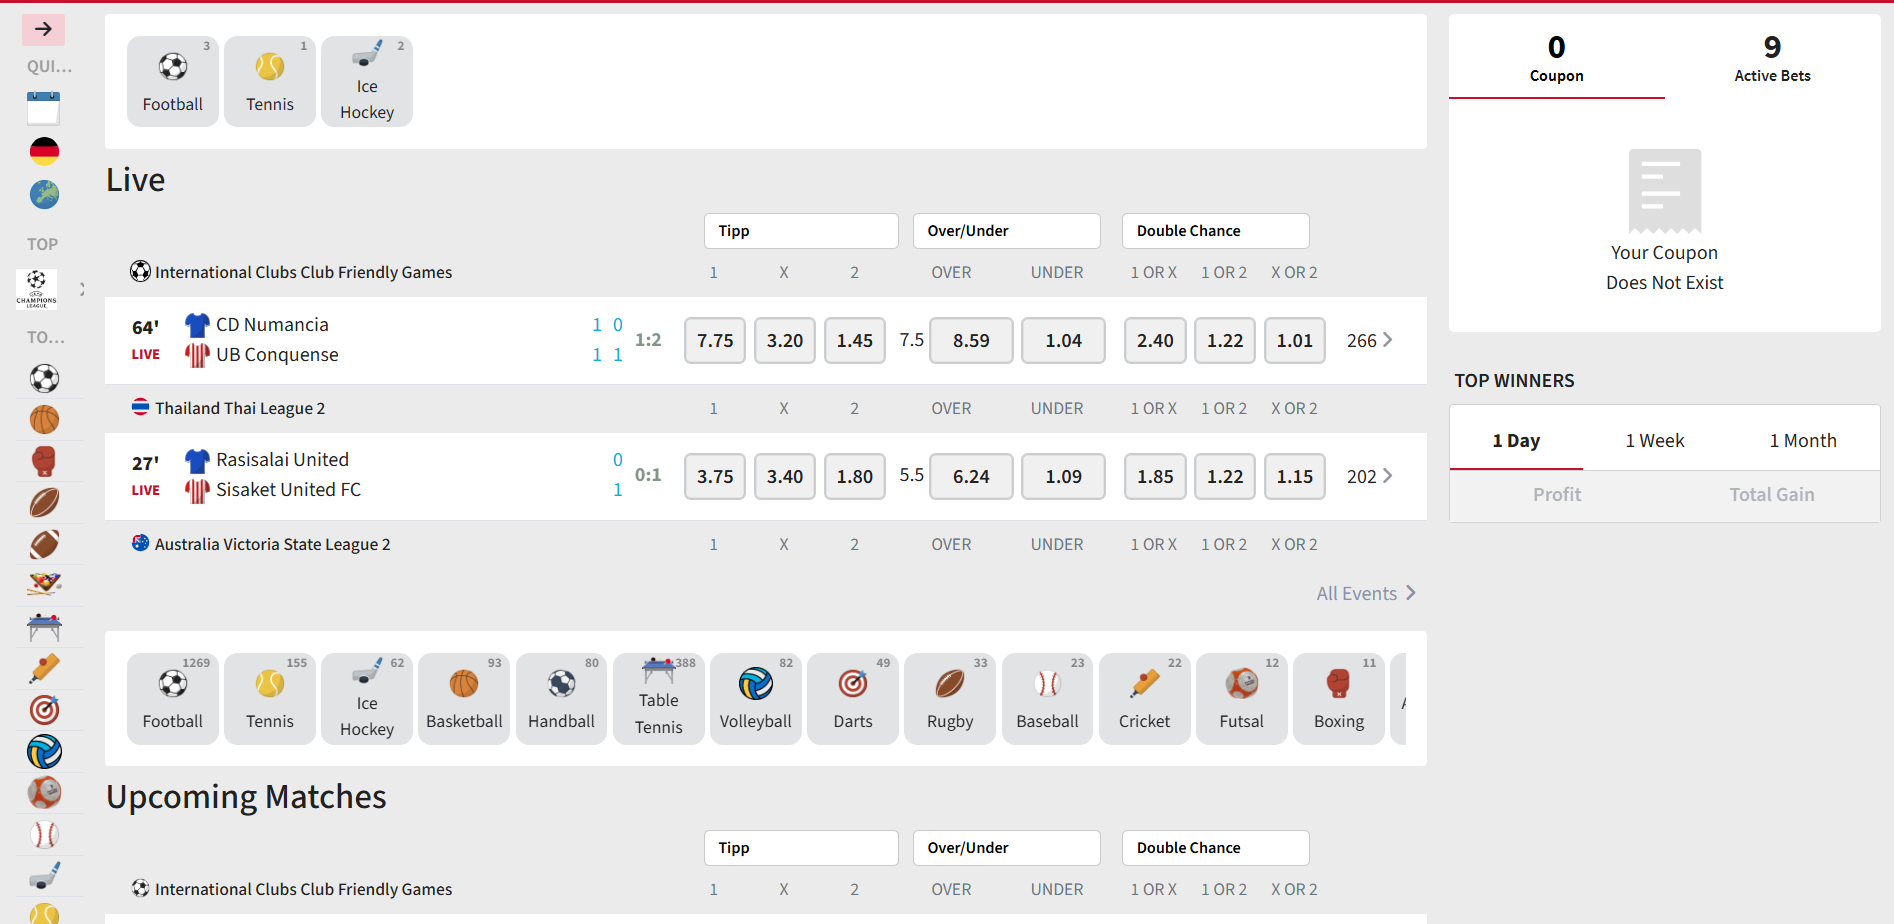 QUI...
TOP
CHAMPIONS
LEAGUE
TO...
3
Football
1
Tennis
2
Ice
Hockey
Live
Tipp
Over/Under
Double Chance
International Clubs Club Friendly Games
1 X 2 OVER UNDER 1 OR X 1 OR 2 X OR 2
64' CD Numancia 1 0
LIVE UB Conquense 1 1
1:2 7.75 3.20 1.45 7.5 8.59 1.04 2.40 1.22 1.01 266
Thailand Thai League 2 1 X 2 OVER UNDER 1 OR X 1 OR 2 X OR 2
27' Rasisalai United 0
LIVE Sisaket United FC 1
0:1 3.75 3.40 1.80 5.5 6.24 1.09 1.85 1.22 1.15 202
Australia Victoria State League 2 1 X 2 OVER UNDER 1 OR X 1 OR 2 X OR 2
All Events
1269
Football
155
Tennis
62
Ice
Hockey
93
Basketball
80
Handball
388
Table
Tennis
82
Volleyball
49
Darts
33
Rugby
23
Baseball
22
Cricket
12
Futsal
11
Boxing
Upcoming Matches
Tipp
Over/Under
Double Chance
International Clubs Club Friendly Games 1 X 2 OVER UNDER 1 OR X 1 OR 2 X OR 2
0
Coupon
9
Active Bets
Your Coupon
Does Not Exist
TOP WINNERS
1 Day 1 Week 1 Month
Profit Total Gain